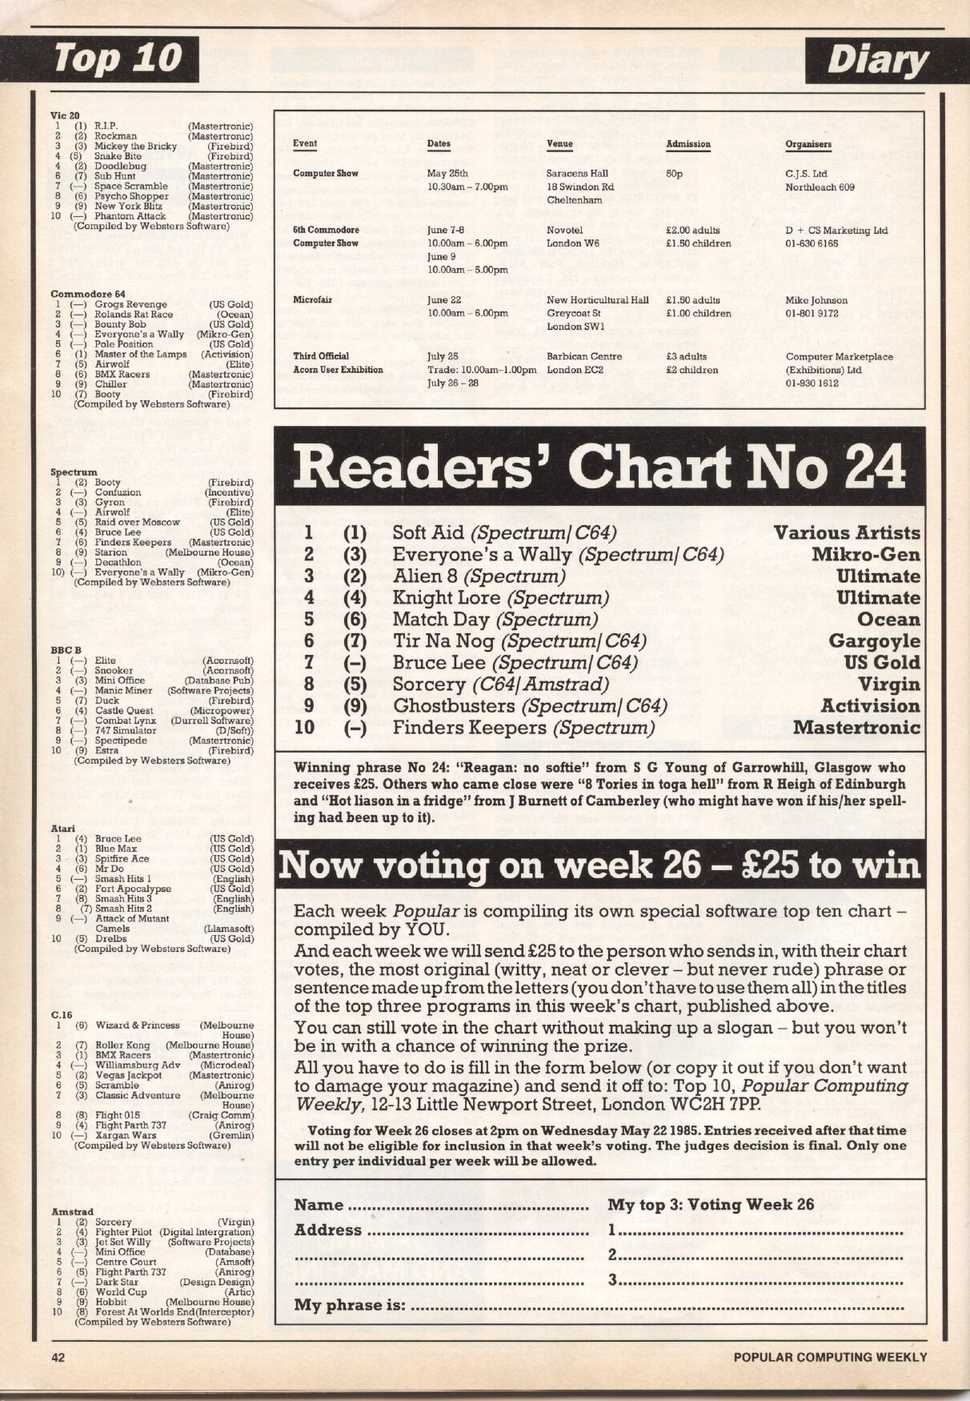 Top 10
Diary
Vic 20
1 (1) R.I.P. (Mastertronic)
2 (2) Rockman (Mastertronic)
3 (3) Mickey the Bricky (Firebird)
4 (5) Snake Bite (Firebird)
4 (2) Doodlebug (Mastertronic)
6 (7) Sub Hunt (Mastertronic)
7 (—) Space Scramble (Mastertronic)
8 (6) Psycho Shopper (Mastertronic)
9 (9) New York Blitz (Mastertronic)
10 (—) Phantom Attack (Mastertronic)
(Compiled by Websters Software)
Commodore 64
1 (—) Grogs Revenge (US Gold)
2 (—) Rolands Rat Race (Ocean)
3 (—) Bounty Bob (US Gold)
4 (—) Everyone's a Wally (Mikro-Gen)
5 (—) Pole Position (US Gold)
6 (1) Master of the Lamps (Activision)
7 (5) Airwolf (Elite)
8 (6) BMX Racers (Mastertronic)
9 (9) Chiller (Mastertronic)
10 (7) Booty (Firebird)
(Compiled by Websters Software)
Spectrum
1 (2) Booty (Firebird)
2 (—) Confuzion (Incentive)
3 (3) Gyron (Firebird)
4 (—) Airwolf (Elite)
5 (5) Raid over Moscow (US Gold)
6 (4) Bruce Lee (US Gold)
7 (6) Finders Keepers (Mastertronic)
8 (9) Starion (Melbourne House)
9 (—) Decathlon (Ocean)
10) (—) Everyone's a Wally (Mikro-Gen)
(Compiled by Websters Software)
BBC B
1 (—) Elite (Acornsoft)
2 (—) Snooker (Acornsoft)
3 (3) Mini Office (Database Pub)
4 (—) Manic Miner (Software Projects)
5 (7) Duck (Firebird)
6 (4) Castle Quest (Micropower)
7 (—) Combat Lynx (Durrell Software)
8 (—) 747 Simulator (D/Soft))
9 (—) Spectipede (Mastertronic)
10 (9) Estra (Firebird)
(Compiled by Websters Software)
Atari
1 (4) Bruce Lee (US Gold)
2 (1) Blue Max (US Gold)
3 (3) Spitfire Ace (US Gold)
4 (6) Mr Do (US Gold)
5 (—) Smash Hits 1 (English)
6 (2) Fort Apocalypse (US Gold)
7 (8) Smash Hits 3 (English)
8 (7) Smash Hits 2 (English)
9 (—) Attack of Mutant
Camels (Llamasoft)
10 (5) Drelbs (US Gold)
(Compiled by Websters Software)
C.16
1 (6) Wizard & Princess (Melbourne
House)
2 (7) Roller Kong (Melbourne House)
3 (1) BMX Racers (Mastertronic)
4 (—) Williamsburg Adv (Microdeal)
5 (2) Vegas Jackpot (Mastertronic)
6 (5) Scramble (Anirog)
7 (3) Classic Adventure (Melbourne
House)
8 (8) Flight 015 (Craig Comm)
9 (4) Flight Parth 737 (Anirog)
10 (—) Xargan Wars (Gremlin)
(Compiled by Websters Software)
Amstrad
1 (2) Sorcery (Virgin)
2 (4) Fighter Pilot (Digital Intergration)
3 (3) Jet Set Willy (Software Projects)
4 (—) Mini Office (Database)
5 (—) Centre Court (Amsoft)
6 (5) Flight Parth 737 (Anirog)
7 (—) Dark Star (Design Design)
8 (6) World Cup (Artic)
9 (9) Hobbit (Melbourne House)
10 (8) Forest At Worlds End(Interceptor)
(Compiled by Websters Software)
Event Dates Venue Admission Organisers
Computer Show May 25th Saracens Hall 80p C.J.S. Ltd
10.30am – 7.00pm 18 Swindon Rd Northleach 609
Cheltenham
6th Commodore June 7-8 Novotel £2.00 adults D + CS Marketing Ltd
Computer Show 10.00am – 6.00pm London W6 £1.50 children 01-630 6165
June 9
10.00am – 5.00pm
Microfair June 22 New Horticultural Hall £1.50 adults Mike Johnson
10.00am – 6.00pm Greycoat St £1.00 children 01-801 9172
London SW1
Third Official July 25 Barbican Centre £3 adults Computer Marketplace
Acorn User Exhibition Trade: 10.00am–1.00pm London EC2 £2 children (Exhibitions) Ltd
July 26 – 28 01-930 1612
Readers' Chart No 24
1 (1) Soft Aid (Spectrum/C64) Various Artists
2 (3) Everyone's a Wally (Spectrum/C64) Mikro-Gen
3 (2) Alien 8 (Spectrum) Ultimate
4 (4) Knight Lore (Spectrum) Ultimate
5 (6) Match Day (Spectrum) Ocean
6 (7) Tir Na Nog (Spectrum/C64) Gargoyle
7 (–) Bruce Lee (Spectrum/C64) US Gold
8 (5) Sorcery (C64/Amstrad) Virgin
9 (9) Ghostbusters (Spectrum/C64) Activision
10 (–) Finders Keepers (Spectrum) Mastertronic
Winning phrase No 24: "Reagan: no softie" from S G Young of Garrowhill, Glasgow who
receives £25. Others who came close were "8 Tories in toga hell" from R Heigh of Edinburgh
and "Hot liason in a fridge" from J Burnett of Camberley (who might have won if his/her spell-
ing had been up to it).
Now voting on week 26 – £25 to win
Each week Popular is compiling its own special software top ten chart –
compiled by YOU.
And each week we will send £25 to the person who sends in, with their chart
votes, the most original (witty, neat or clever – but never rude) phrase or
sentence made up from the letters (you don't have to use them all) in the titles
of the top three programs in this week's chart, published above.
You can still vote in the chart without making up a slogan – but you won't
be in with a chance of winning the prize.
All you have to do is fill in the form below (or copy it out if you don't want
to damage your magazine) and send it off to: Top 10, Popular Computing
Weekly, 12-13 Little Newport Street, London WC2H 7PP.
Voting for Week 26 closes at 2pm on Wednesday May 22 1985. Entries received after that time
will not be eligible for inclusion in that week's voting. The judges decision is final. Only one
entry per individual per week will be allowed.
Name ........ My top 3: Voting Week 26
Address ........ 1........
........ 2........
........ 3........
My phrase is: ........
42
POPULAR COMPUTING WEEKLY